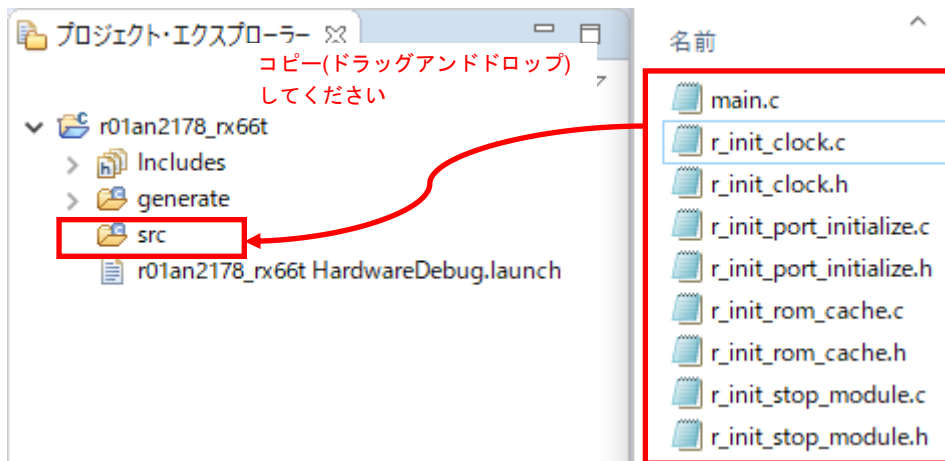 プロジェクト・エクスプローラー
コピー(ドラッグアンドドロップ)
してください
r01an2178_rx66t
Includes
generate
src
r01an2178_rx66t HardwareDebug.launch
名前
main.c
r_init_clock.c
r_init_clock.h
r_init_port_initialize.c
r_init_port_initialize.h
r_init_rom_cache.c
r_init_rom_cache.h
r_init_stop_module.c
r_init_stop_module.h